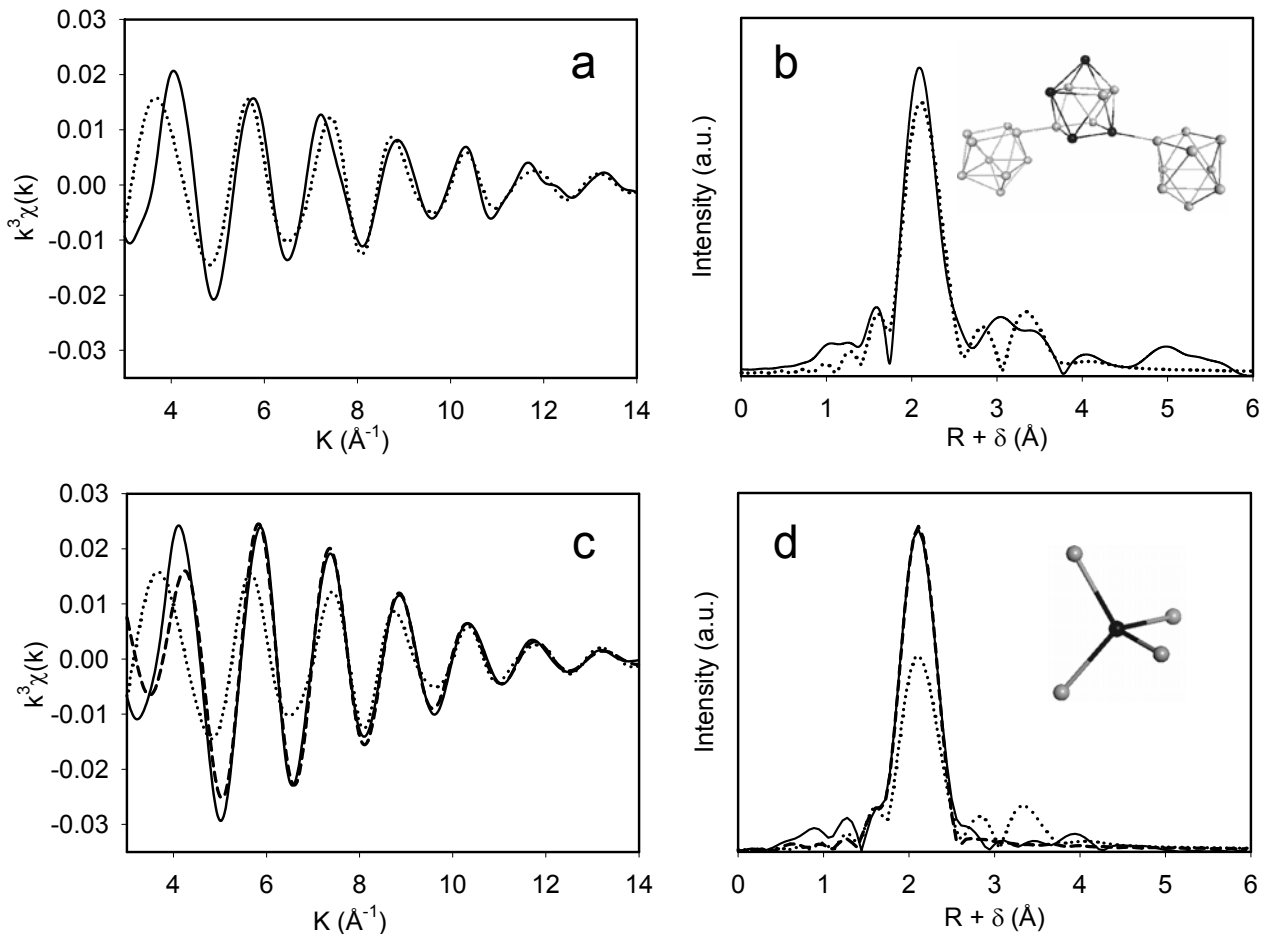 0.03
0.02
0.01
0.00
-0.01
-0.02
-0.03
k³χ(k)
a
4 6 8 10 12 14
K (Å⁻¹)
b
Intensity (a.u.)
0 1 2 3 4 5 6
R + δ (Å)
0.03
0.02
0.01
0.00
-0.01
-0.02
-0.03
k³χ(k)
c
4 6 8 10 12 14
K (Å⁻¹)
d
Intensity (a.u.)
0 1 2 3 4 5 6
R + δ (Å)